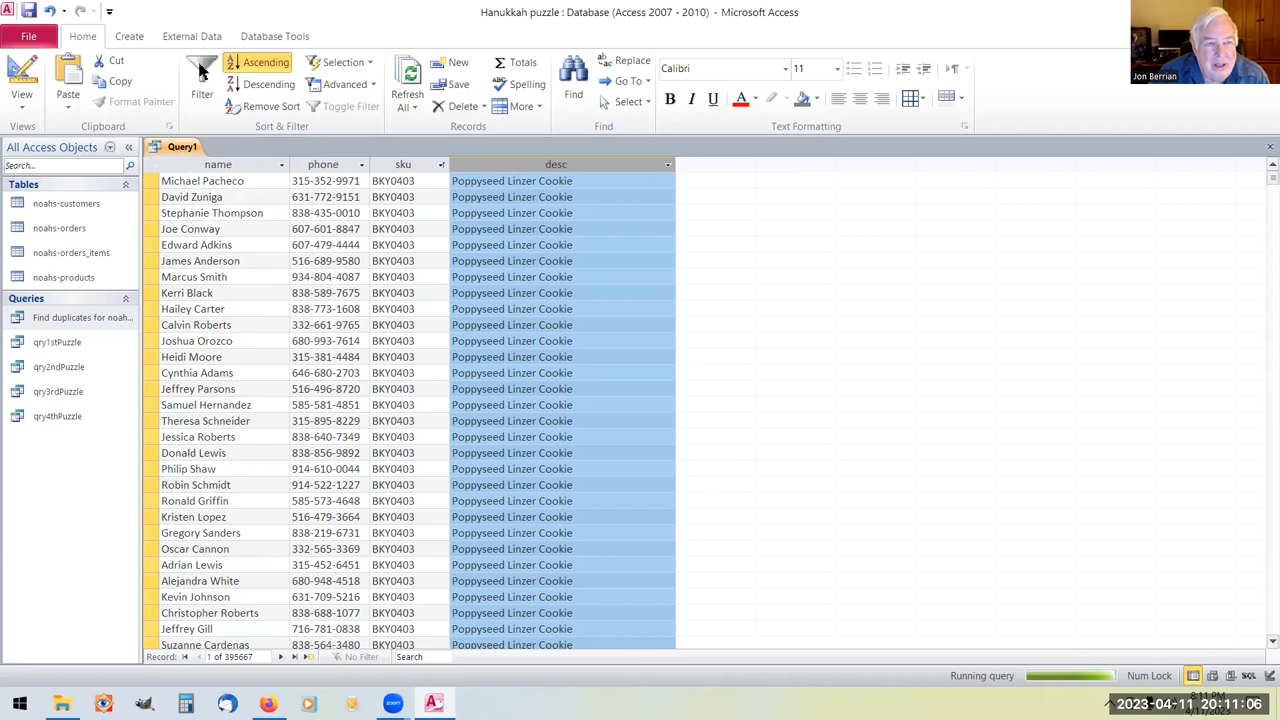 Hanukkah puzzle : Database (Access 2007 - 2010) - Microsoft Access
File Home Create External Data Database Tools
View
Views
Paste
Cut
Copy
Format Painter
Clipboard
Filter
Ascending
Descending
Remove Sort
Selection
Advanced
Toggle Filter
Sort & Filter
Refresh
All
New
Save
Delete
Totals
Spelling
More
Records
Find
Replace
Go To
Select
Find
Calibri 11
B I U A
Text Formatting
Jon Berrian
All Access Objects
Search...
Tables
noahs-customers
noahs-orders
noahs-orders_items
noahs-products
Queries
Find duplicates for noah...
qry1stPuzzle
qry2ndPuzzle
qry3rdPuzzle
qry4thPuzzle
Query1
name phone sku desc
Michael Pacheco 315-352-9971 BKY0403 Poppyseed Linzer Cookie
David Zuniga 631-772-9151 BKY0403 Poppyseed Linzer Cookie
Stephanie Thompson 838-435-0010 BKY0403 Poppyseed Linzer Cookie
Joe Conway 607-601-8847 BKY0403 Poppyseed Linzer Cookie
Edward Adkins 607-479-4444 BKY0403 Poppyseed Linzer Cookie
James Anderson 516-689-9580 BKY0403 Poppyseed Linzer Cookie
Marcus Smith 934-804-4087 BKY0403 Poppyseed Linzer Cookie
Kerri Black 838-589-7675 BKY0403 Poppyseed Linzer Cookie
Hailey Carter 838-773-1608 BKY0403 Poppyseed Linzer Cookie
Calvin Roberts 332-661-9765 BKY0403 Poppyseed Linzer Cookie
Joshua Orozco 680-993-7614 BKY0403 Poppyseed Linzer Cookie
Heidi Moore 315-381-4484 BKY0403 Poppyseed Linzer Cookie
Cynthia Adams 646-680-2703 BKY0403 Poppyseed Linzer Cookie
Jeffrey Parsons 516-496-8720 BKY0403 Poppyseed Linzer Cookie
Samuel Hernandez 585-581-4851 BKY0403 Poppyseed Linzer Cookie
Theresa Schneider 315-895-8229 BKY0403 Poppyseed Linzer Cookie
Jessica Roberts 838-640-7349 BKY0403 Poppyseed Linzer Cookie
Donald Lewis 838-856-9892 BKY0403 Poppyseed Linzer Cookie
Philip Shaw 914-610-0044 BKY0403 Poppyseed Linzer Cookie
Robin Schmidt 914-522-1227 BKY0403 Poppyseed Linzer Cookie
Ronald Griffin 585-573-4648 BKY0403 Poppyseed Linzer Cookie
Kristen Lopez 516-479-3664 BKY0403 Poppyseed Linzer Cookie
Gregory Sanders 838-219-6731 BKY0403 Poppyseed Linzer Cookie
Oscar Cannon 332-565-3369 BKY0403 Poppyseed Linzer Cookie
Adrian Lewis 315-452-6451 BKY0403 Poppyseed Linzer Cookie
Alejandra White 680-948-4518 BKY0403 Poppyseed Linzer Cookie
Kevin Johnson 631-709-5216 BKY0403 Poppyseed Linzer Cookie
Christopher Roberts 838-688-1077 BKY0403 Poppyseed Linzer Cookie
Jeffrey Gill 716-781-0838 BKY0403 Poppyseed Linzer Cookie
Suzanne Cardenas 838-564-3480 BKY0403 Poppyseed Linzer Cookie
Record: 1 of 395667 No Filter Search
Running query Num Lock SQL
zoom
8:11 PM
2023-04-11 20:11:06